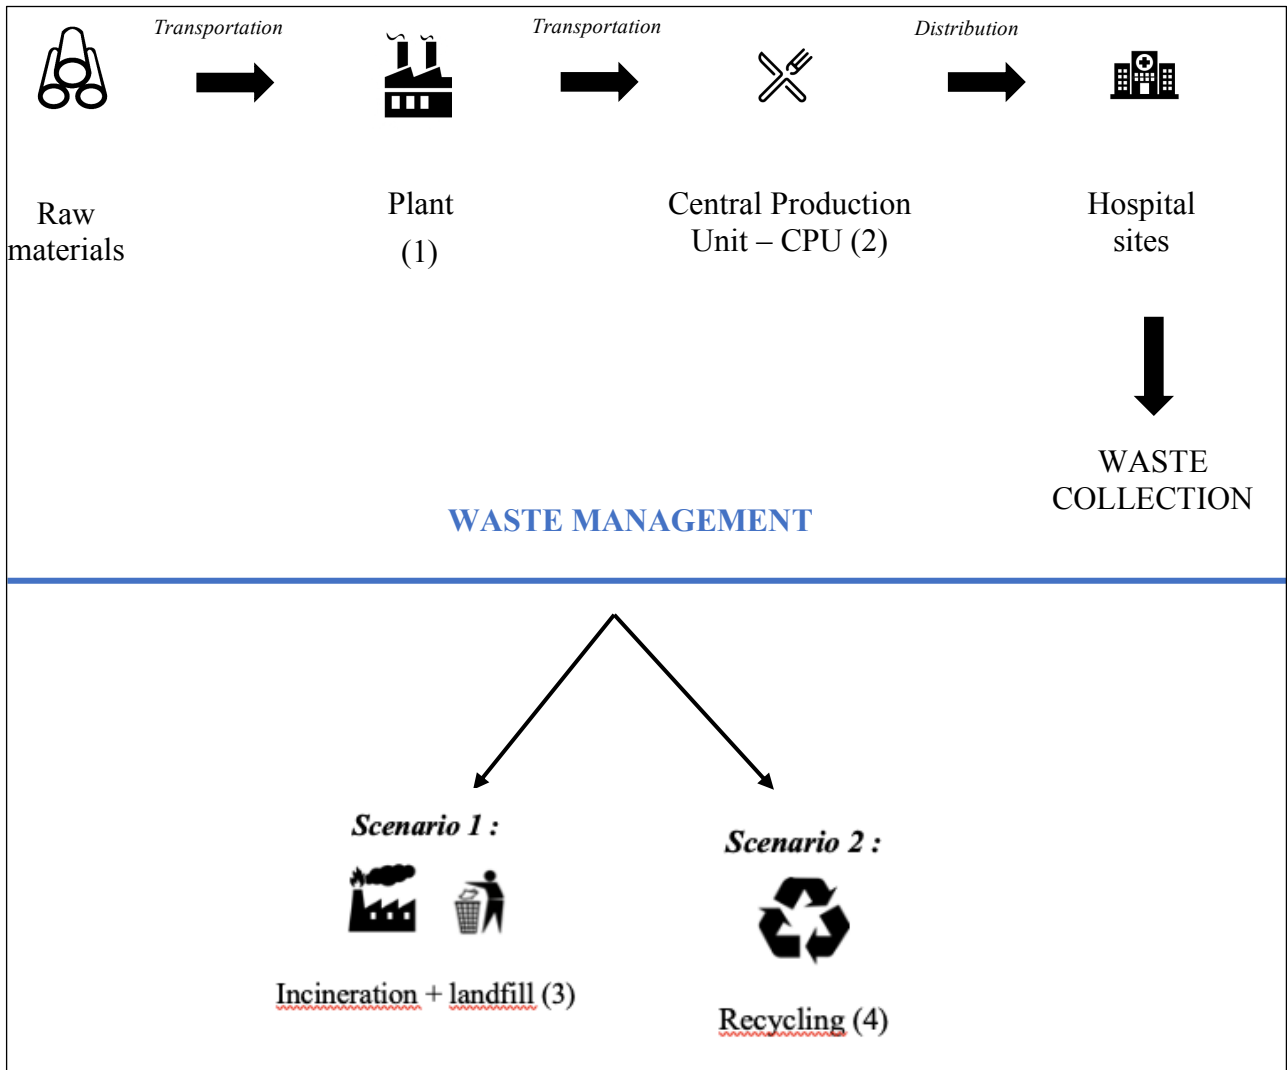 Transportation
Transportation
Distribution
Raw
materials
Plant
(1)
Central Production
Unit – CPU (2)
Hospital
sites
WASTE
COLLECTION
WASTE MANAGEMENT
Scenario 1 :
Incineration + landfill (3)
Scenario 2 :
Recycling (4)